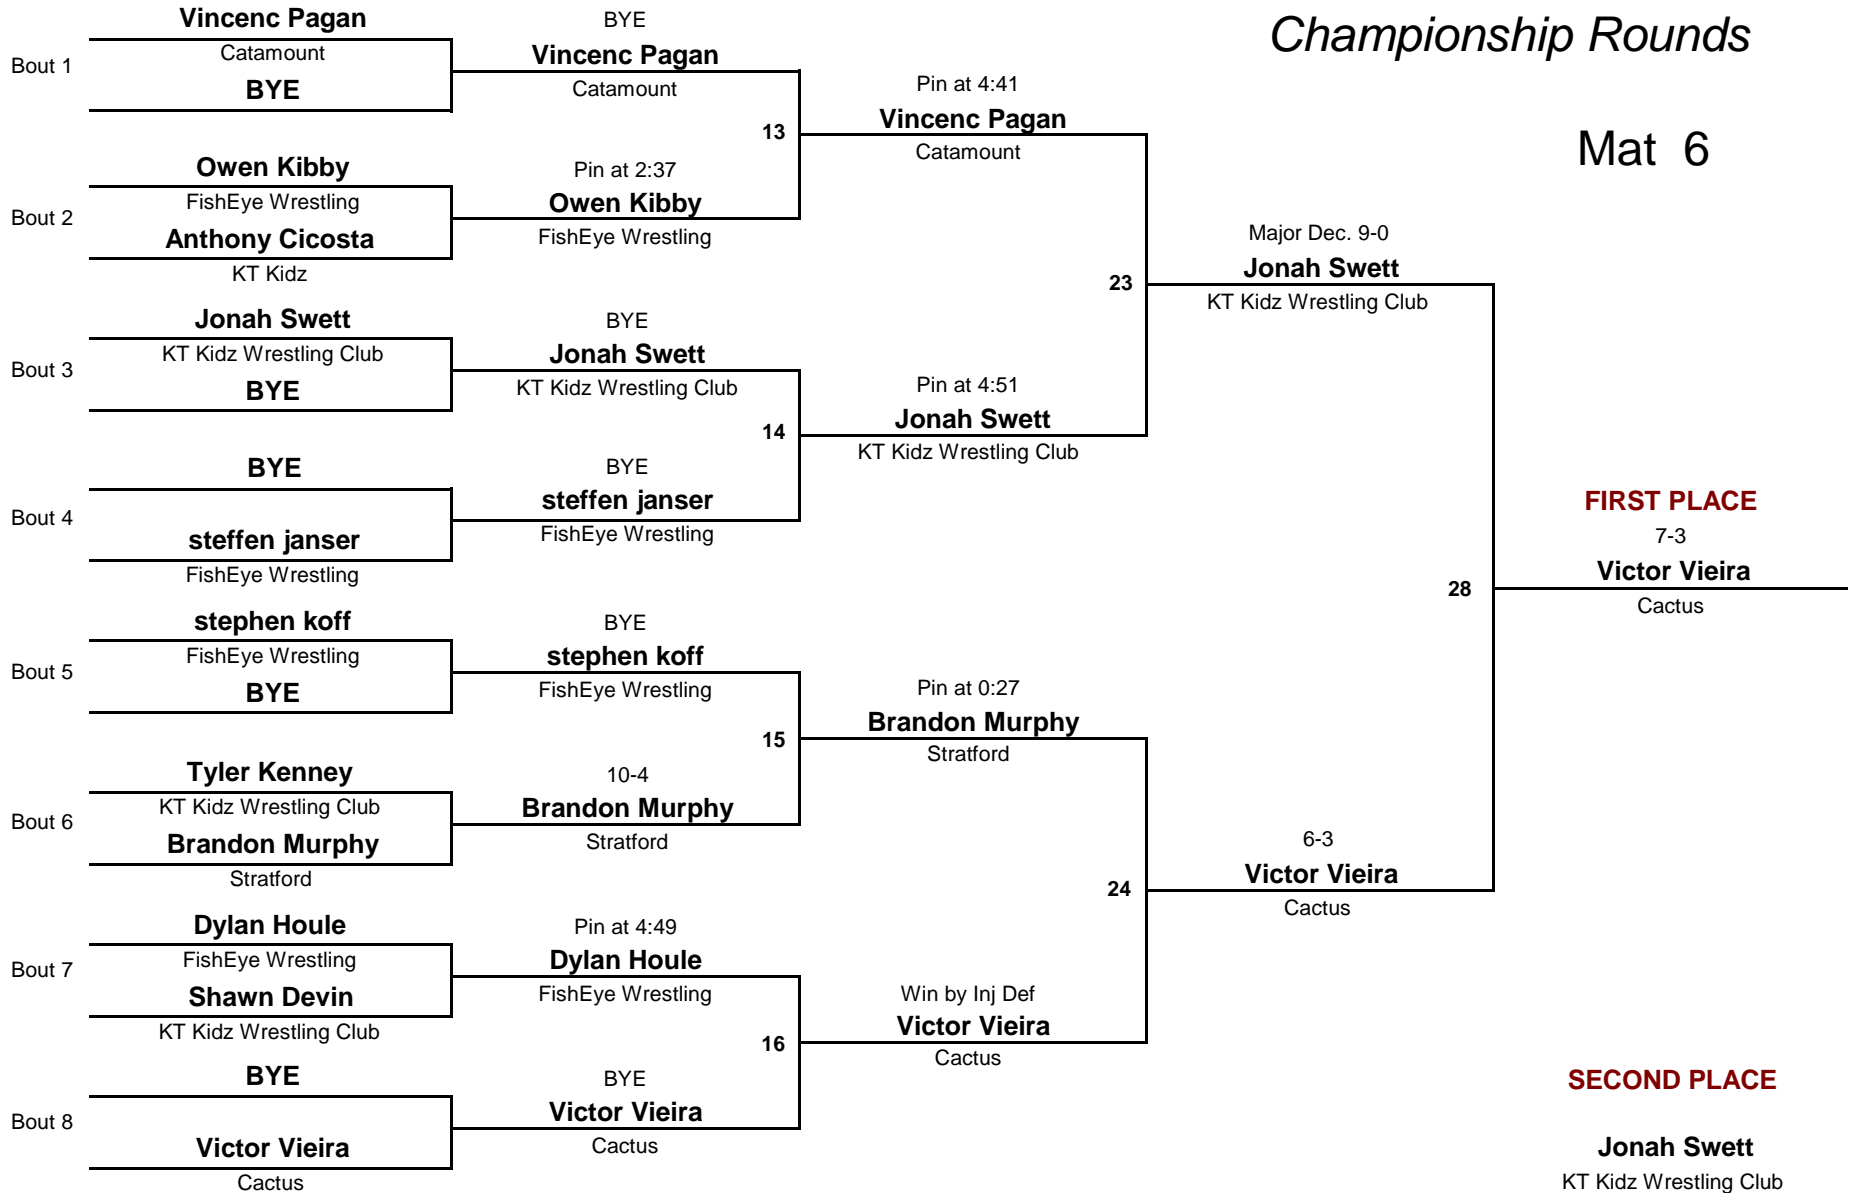 Championship Rounds
Mat 6
Bout 1
Vincenc Pagan
Catamount
BYE
Bout 2
Owen Kibby
FishEye Wrestling
Anthony Cicosta
KT Kidz
Bout 3
Jonah Swett
KT Kidz Wrestling Club
BYE
Bout 4
BYE
steffen janser
FishEye Wrestling
Bout 5
stephen koff
FishEye Wrestling
BYE
Bout 6
Tyler Kenney
KT Kidz Wrestling Club
Brandon Murphy
Stratford
Bout 7
Dylan Houle
FishEye Wrestling
Shawn Devin
KT Kidz Wrestling Club
Bout 8
BYE
Victor Vieira
Cactus
BYE
Vincenc Pagan
Catamount
13
Pin at 2:37
Owen Kibby
FishEye Wrestling
BYE
Jonah Swett
KT Kidz Wrestling Club
14
BYE
steffen janser
FishEye Wrestling
BYE
stephen koff
FishEye Wrestling
15
10-4
Brandon Murphy
Stratford
Pin at 4:49
Dylan Houle
FishEye Wrestling
16
BYE
Victor Vieira
Cactus
Pin at 4:41
Vincenc Pagan
Catamount
23
Pin at 4:51
Jonah Swett
KT Kidz Wrestling Club
Pin at 0:27
Brandon Murphy
Stratford
24
Win by Inj Def
Victor Vieira
Cactus
Major Dec. 9-0
Jonah Swett
KT Kidz Wrestling Club
28
6-3
Victor Vieira
Cactus
FIRST PLACE
7-3
Victor Vieira
Cactus
SECOND PLACE
Jonah Swett
KT Kidz Wrestling Club